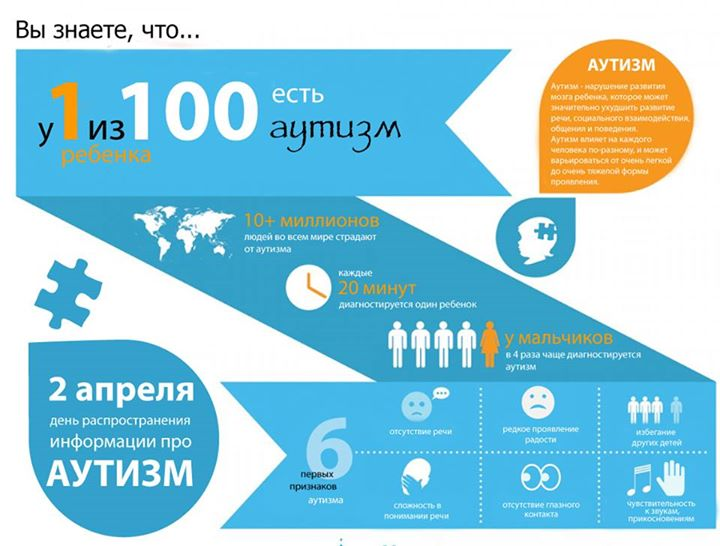 Вы знаете, что...
у 1 из 100 есть
ребенка
аутизм
АУТИЗМ
Аутизм - нарушение развития
мозга ребенка, которое может
значительно ухудшить развитие
речи, социального взаимодействия,
общения и поведения.
Аутизм влияет на каждого
человека по-разному, и может
варьироваться от очень легкой
до очень тяжелой формы
проявления.
10+ миллионов
людей во всем мире страдают
от аутизма
каждые
20 минут
диагностируется один ребенок
у мальчиков
в 4 раза чаще диагностируется
аутизм
2 апреля
день распространения
информации про
АУТИЗМ
6
первых
признаков
аутизма
отсутствие речи
редкое проявление
радости
избегание
других детей
сложность в
понимании речи
отсутствие глазного
контакта
чувствительность
к звукам,
прикосновениям